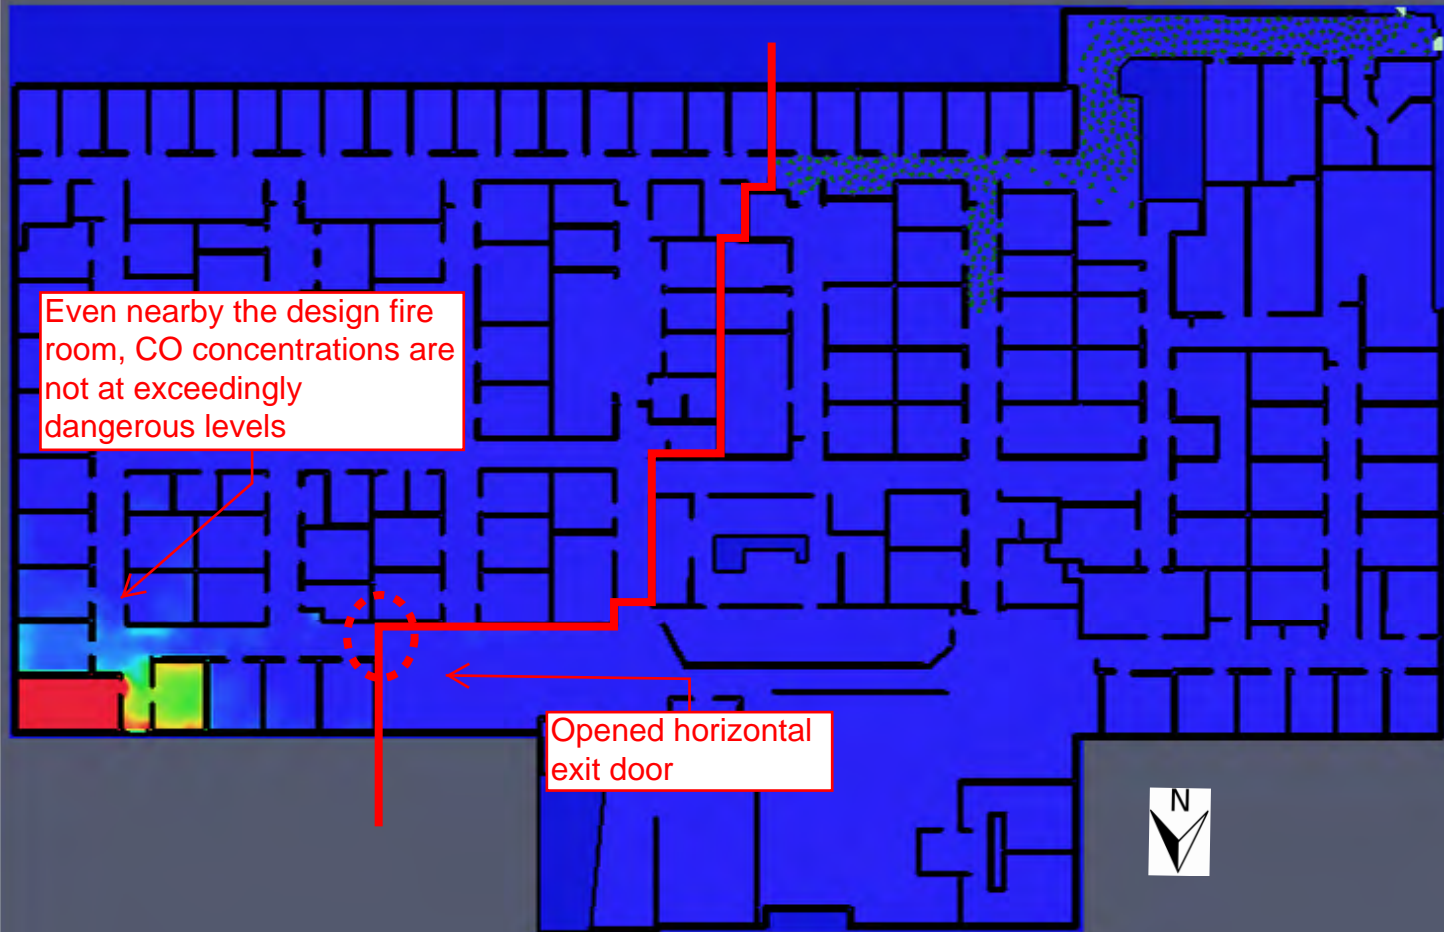 Even nearby the design fire
room, CO concentrations are
not at exceedingly
dangerous levels
Opened horizontal
exit door
N